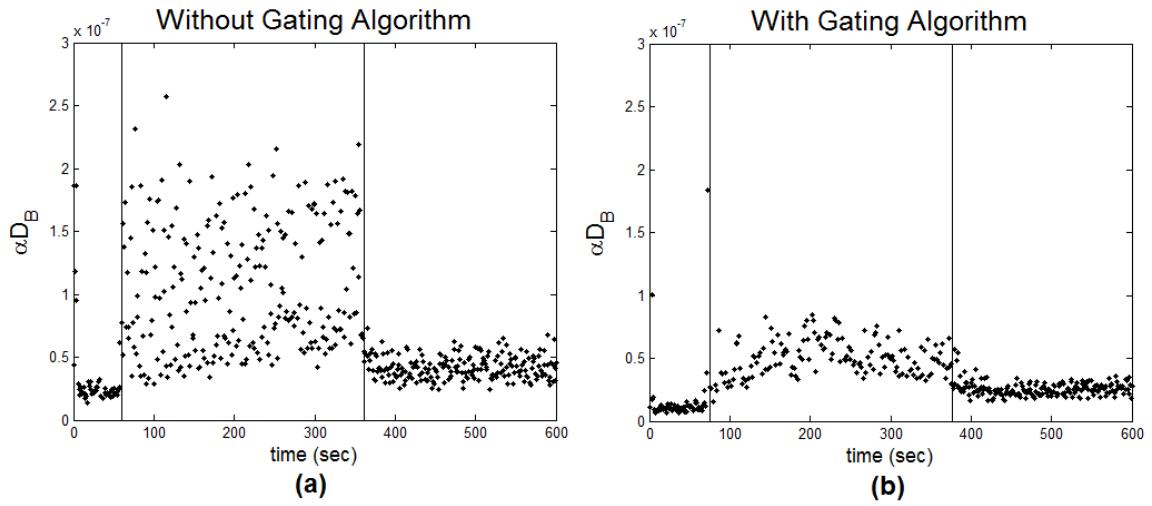 Without Gating Algorithm
× 10⁻⁷
3
2.5
2
1.5
1
0.5
0
αD_B
0 100 200 300 400 500 600
time (sec)
(a)
With Gating Algorithm
× 10⁻⁷
3
2.5
2
1.5
1
0.5
0
αD_B
0 100 200 300 400 500 600
time (sec)
(b)